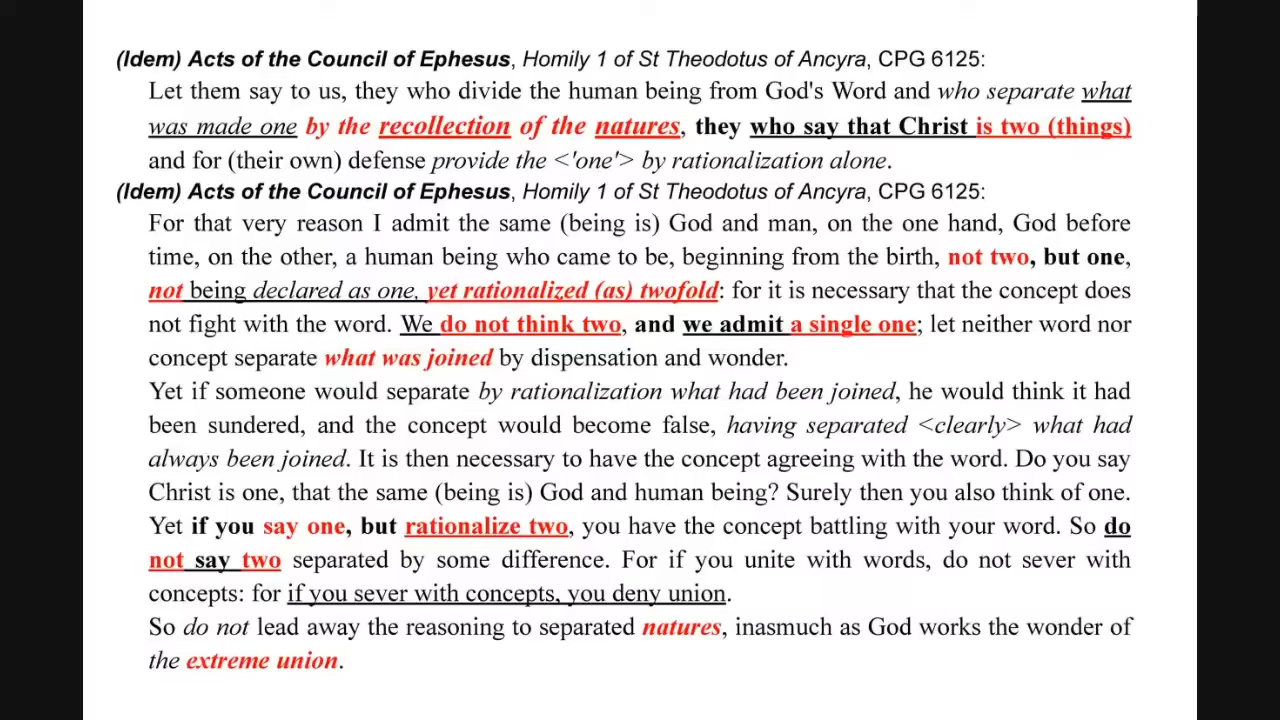 (Idem) Acts of the Council of Ephesus, Homily 1 of St Theodotus of Ancyra, CPG 6125:
Let them say to us, they who divide the human being from God's Word and who separate what
was made one by the recollection of the natures, they who say that Christ is two (things)
and for (their own) defense provide the <'one'> by rationalization alone.
(Idem) Acts of the Council of Ephesus, Homily 1 of St Theodotus of Ancyra, CPG 6125:
For that very reason I admit the same (being is) God and man, on the one hand, God before
time, on the other, a human being who came to be, beginning from the birth, not two, but one,
not being declared as one, yet rationalized (as) twofold: for it is necessary that the concept does
not fight with the word. We do not think two, and we admit a single one; let neither word nor
concept separate what was joined by dispensation and wonder.
Yet if someone would separate by rationalization what had been joined, he would think it had
been sundered, and the concept would become false, having separated <clearly> what had
always been joined. It is then necessary to have the concept agreeing with the word. Do you say
Christ is one, that the same (being is) God and human being? Surely then you also think of one.
Yet if you say one, but rationalize two, you have the concept battling with your word. So do
not say two separated by some difference. For if you unite with words, do not sever with
concepts: for if you sever with concepts, you deny union.
So do not lead away the reasoning to separated natures, inasmuch as God works the wonder of
the extreme union.